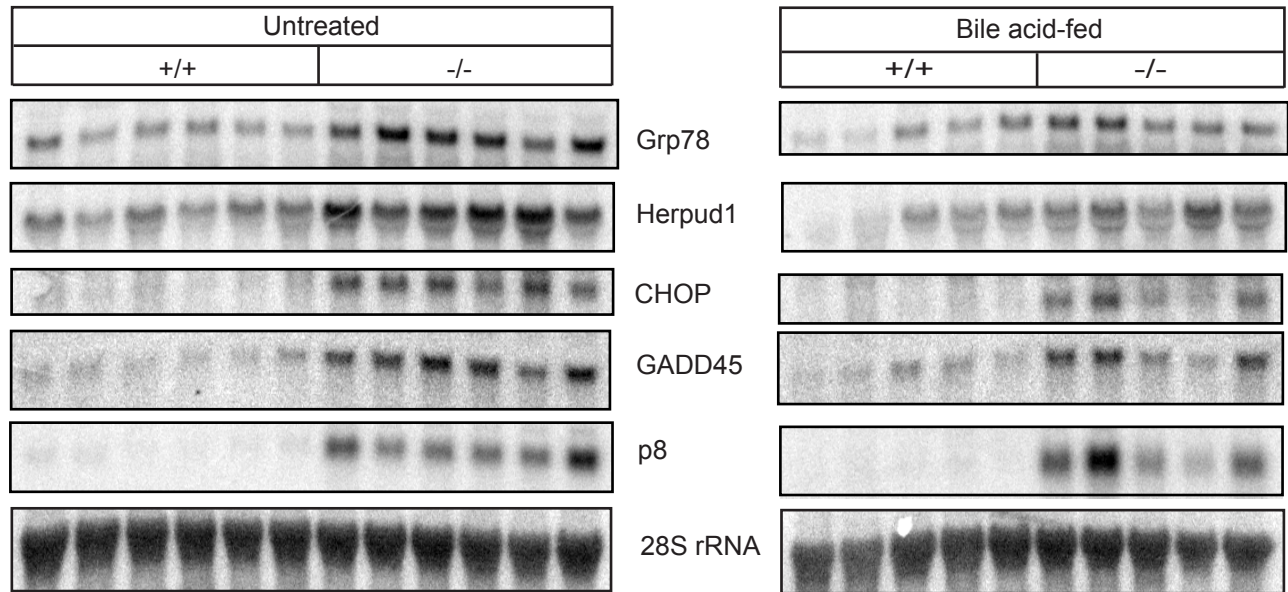 Untreated
+/+ -/-
Bile acid-fed
+/+ -/-
Grp78
Herpud1
CHOP
GADD45
p8
28S rRNA